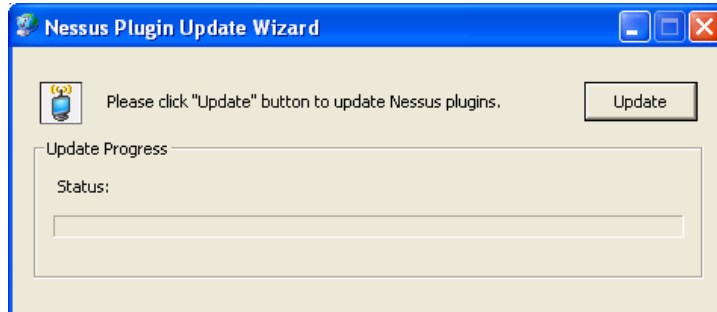 Nessus Plugin Update Wizard
Please click "Update" button to update Nessus plugins.
Update
Update Progress
Status: